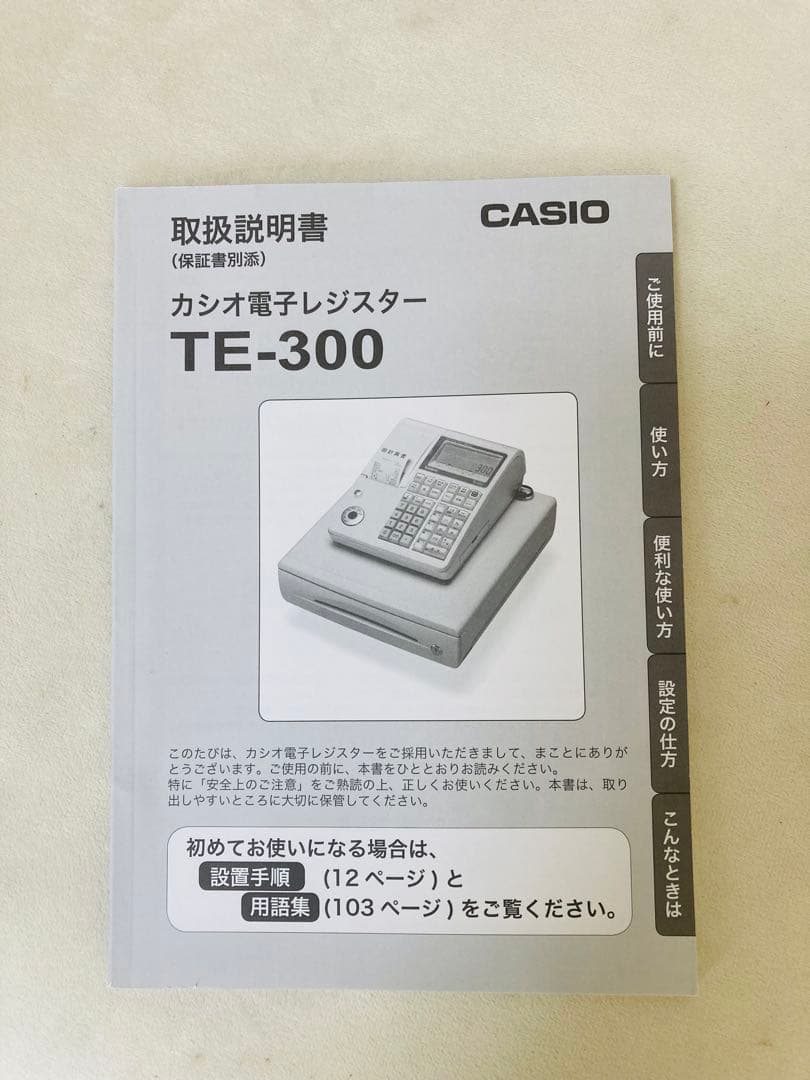 取扱説明書
(保証書別添)
CASIO
カシオ電子レジスター
TE-300
ご使用前に
使い方
便利な使い方
設定の仕方
こんなときは
300
このたびは、カシオ電子レジスターをご採用いただきまして、まことにありが
とうございます。ご使用の前に、本書をひととおりお読みください。
特に「安全上のご注意」をご熟読の上、正しくお使いください。本書は、取り
出しやすいところに大切に保管してください。
初めてお使いになる場合は、
設置手順 (12 ページ) と
用語集 (103 ページ) をご覧ください。